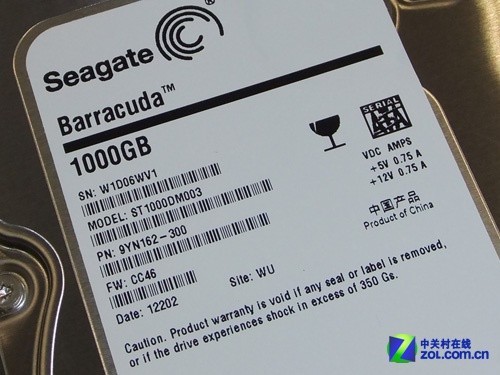 Seagate
Barracuda™
1000GB
SERIAL
ATA
SN: W1D06WV1
VDC AMPS
+5V 0.75 A
+12V 0.75 A
MODEL: ST1000DM003
PN: 9YN162-300
中国产品
Product of China
FW: CC46
Date: 12202
Site: WU
Caution: Product warranty is void if any seal or label is removed,
or if the drive experiences shock in excess of 350 Gs.
中关村在线
ZOL.com.cn